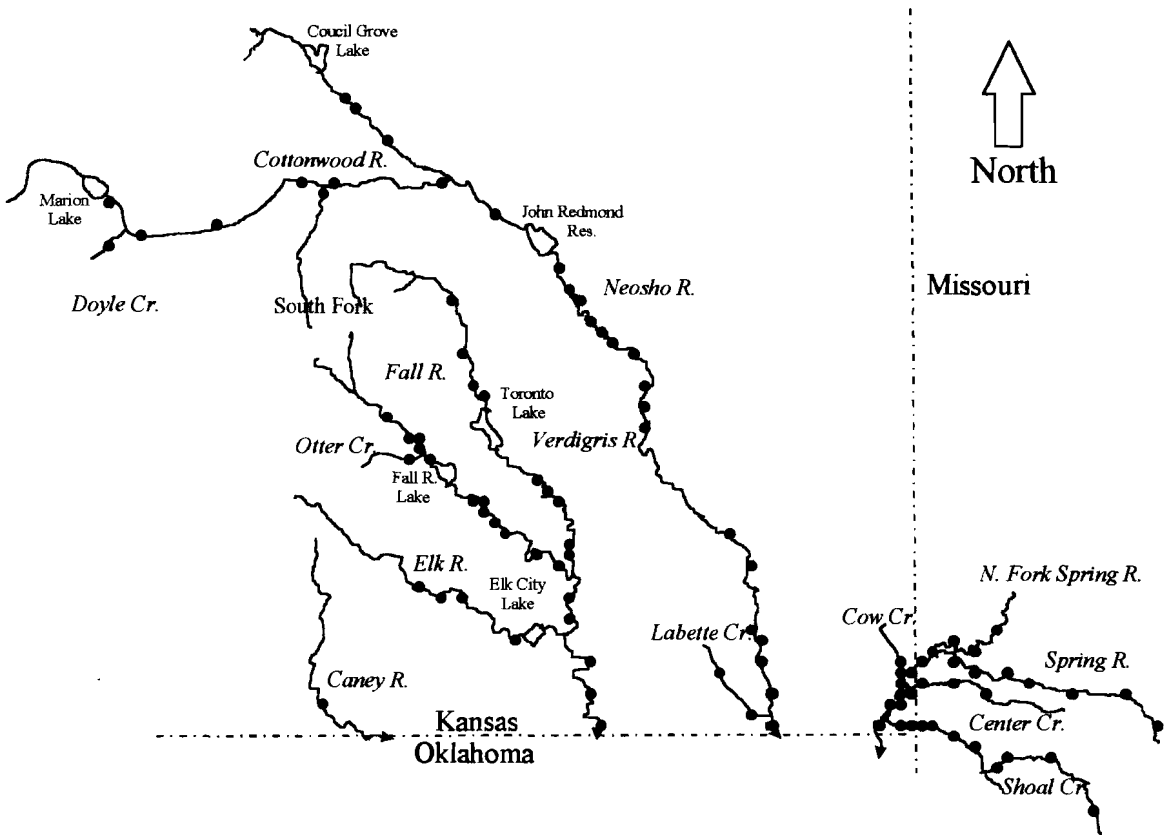 Coucil Grove
Lake
Cottonwood R.
North
Marion
Lake
John Redmond
Res.
Missouri
Neosho R.
Doyle Cr.
South Fork
Fall R.
Toronto
Lake
Otter Cr.
Verdigris R.
Fall R.
Lake
Elk R.
Elk City
Lake
N. Fork Spring R.
Cow Cr.
Labette Cr.
Spring R.
Caney R.
Center Cr.
Kansas
Oklahoma
Shoal Cr.